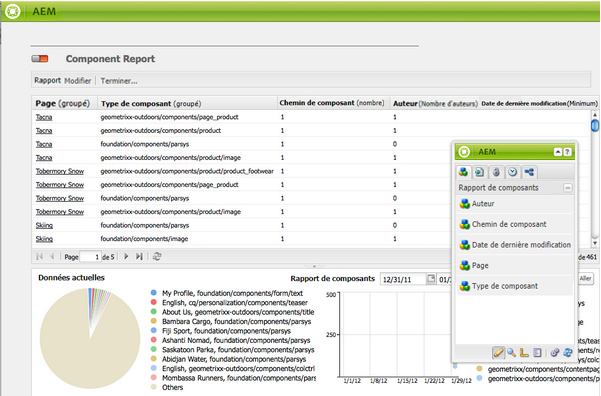 AEM
Component Report
Rapport Modifier Terminer...
Page (groupé) Type de composant (groupé) Chemin de composant (nombre) Auteur (Nombre d'auteurs) Date de dernière modification (Minimum)
Tacna geometrixx-outdoors/components/page_product 1 1
Tacna geometrixx-outdoors/components/product 1 1
Tacna foundation/components/parsys 1 0
Tacna geometrixx-outdoors/components/product/image 1 1
Tobermory Snow geometrixx-outdoors/components/product/product_footwear 1 1
Tobermory Snow geometrixx-outdoors/components/page_product 1 1
Tobermory Snow foundation/components/parsys 1 0
Tobermory Snow geometrixx-outdoors/components/product/image 1 1
Skiing foundation/components/parsys 1 0
Skiing foundation/components/image 1 1
Page 1 de 5 de 461
AEM
Rapport de composants
Auteur
Chemin de composant
Date de dernière modification
Page
Type de composant
Données actuelles
My Profile, foundation/components/form/text
English, cq/personalization/components/teaser
About Us, geometrixx-outdoors/components/title
Bambara Cargo, foundation/components/parsys
Fiji Sport, foundation/components/parsys
Ashanti Nomad, foundation/components/parsys
Saskatoon Parka, foundation/components/parsys
Abidjan Water, foundation/components/parsys
English, geometrixx-outdoors/components/colctrl
Mombassa Runners, foundation/components/parsys
Others
Rapport de composants 12/31/11 01/ Aller
500
250
1/1/12 1/8/12 1/15/12 1/22/12 1/29/12
geometrixx-outdoors/components/contentpag
geometrixx-outdoors/components/colctrl